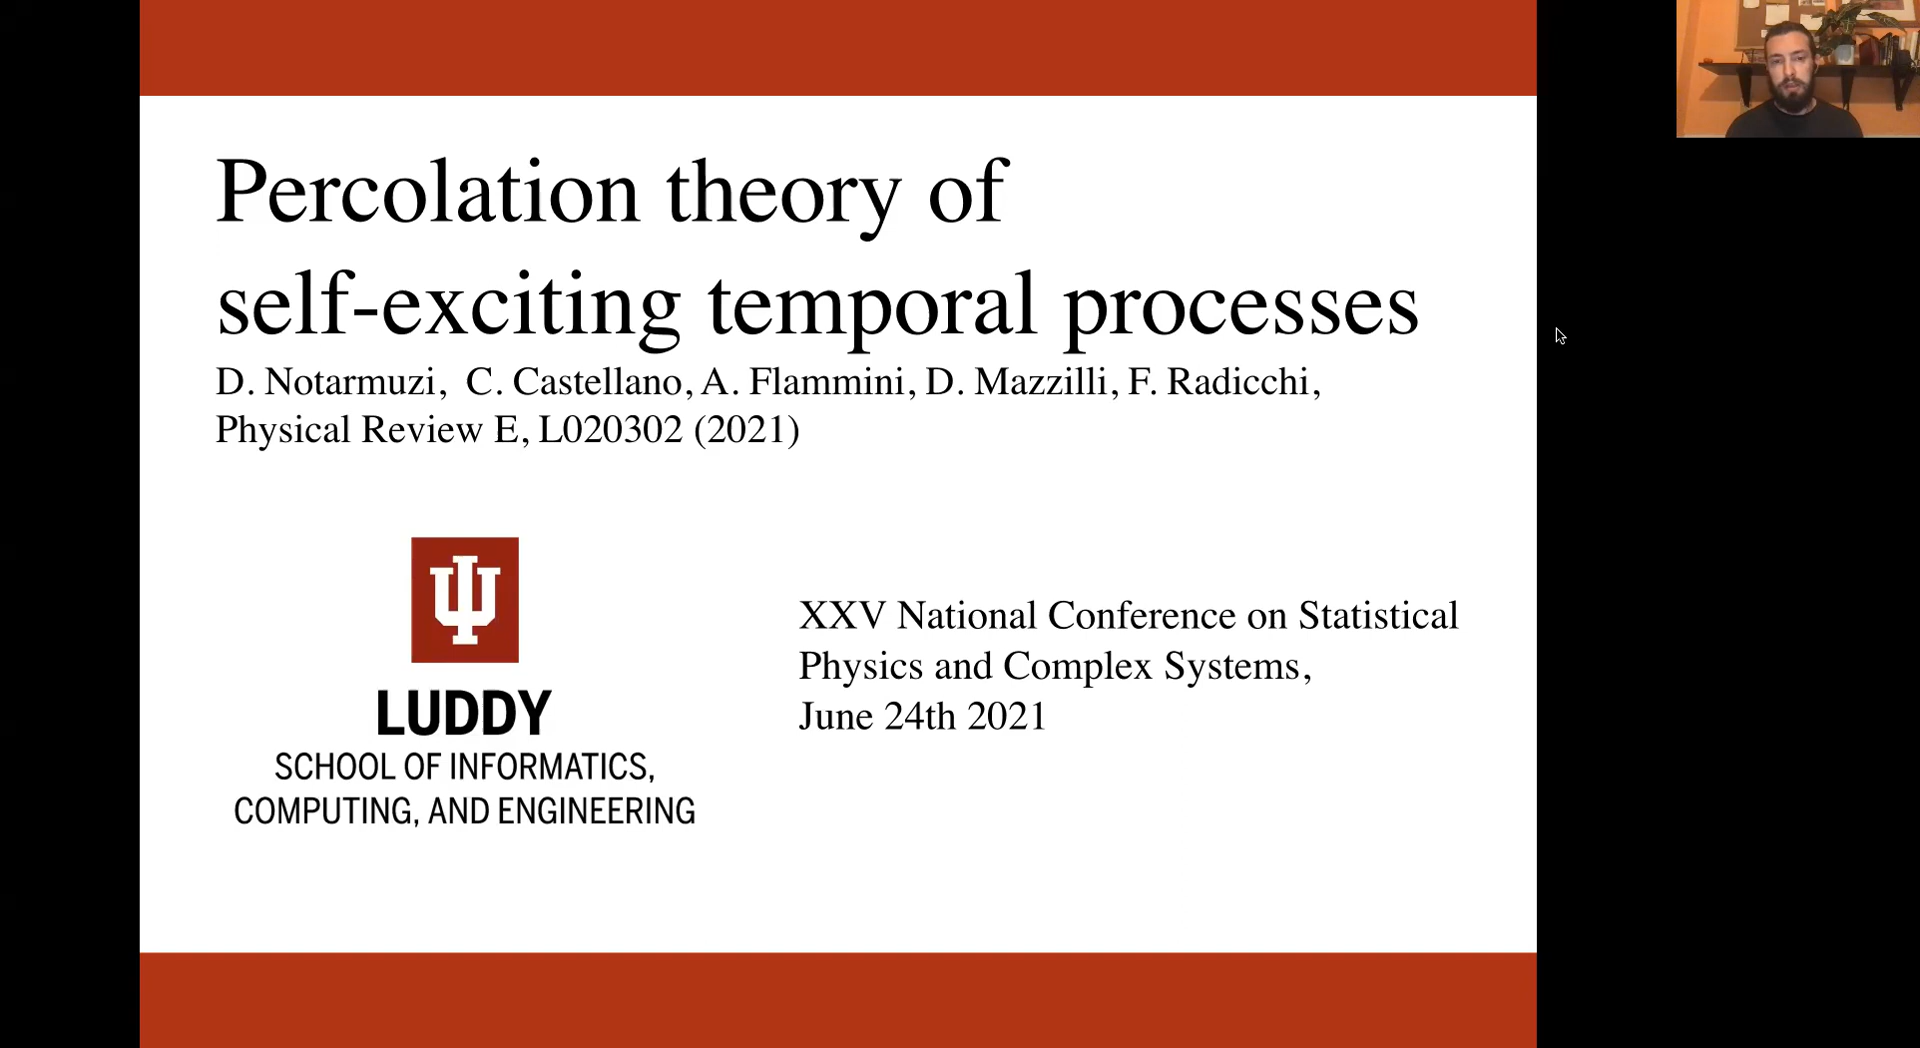 Percolation theory of
self-exciting temporal processes
D. Notarmuzi, C. Castellano, A. Flammini, D. Mazzilli, F. Radicchi,
Physical Review E, L020302 (2021)
LUDDY
SCHOOL OF INFORMATICS,
COMPUTING, AND ENGINEERING
XXV National Conference on Statistical
Physics and Complex Systems,
June 24th 2021